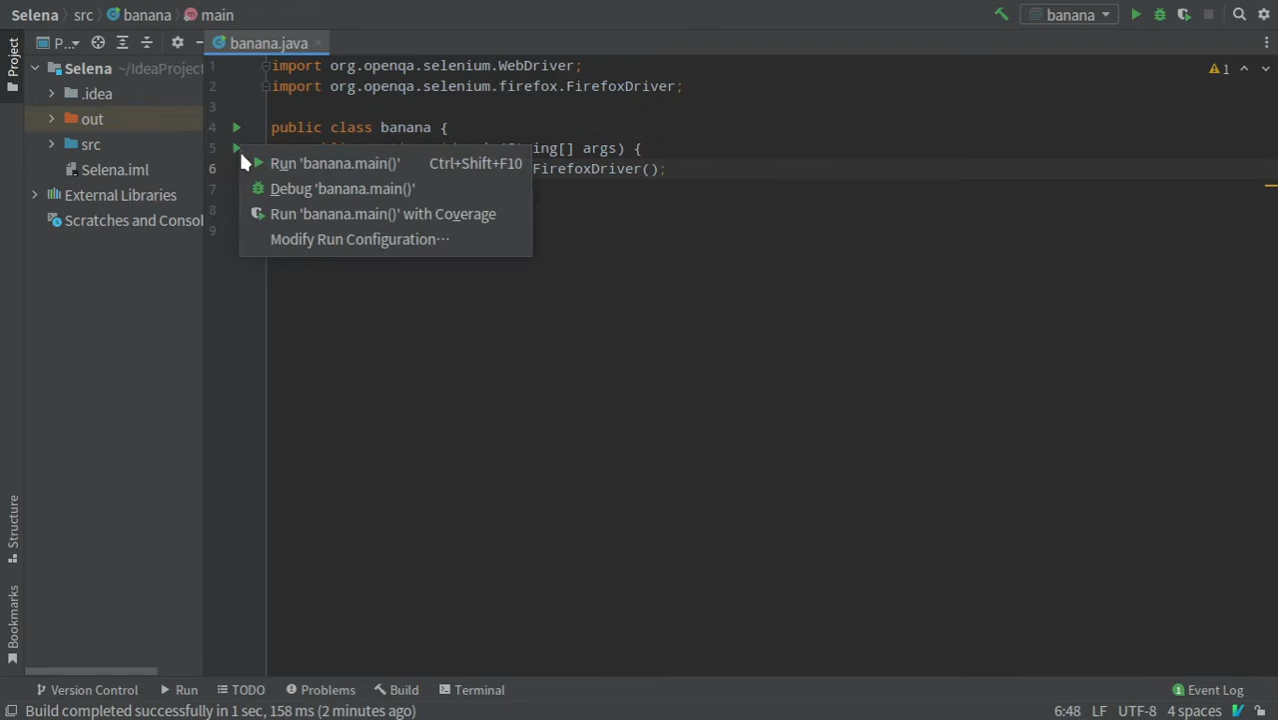 Selena src banana main banana
Project P... banana.java
Selena ~/IdeaProject
.idea
out
src
Selena.iml
External Libraries
Scratches and Consol
1 import org.openqa.selenium.WebDriver;
2 import org.openqa.selenium.firefox.FirefoxDriver;
3
4 public class banana {
5 ing[] args) {
6 FirefoxDriver();
7
8
9
Run 'banana.main()' Ctrl+Shift+F10
Debug 'banana.main()'
Run 'banana.main()' with Coverage
Modify Run Configuration...
1
Structure
Bookmarks
Version Control Run TODO Problems Build Terminal 1 Event Log
Build completed successfully in 1 sec, 158 ms (2 minutes ago) 6:48 LF UTF-8 4 spaces